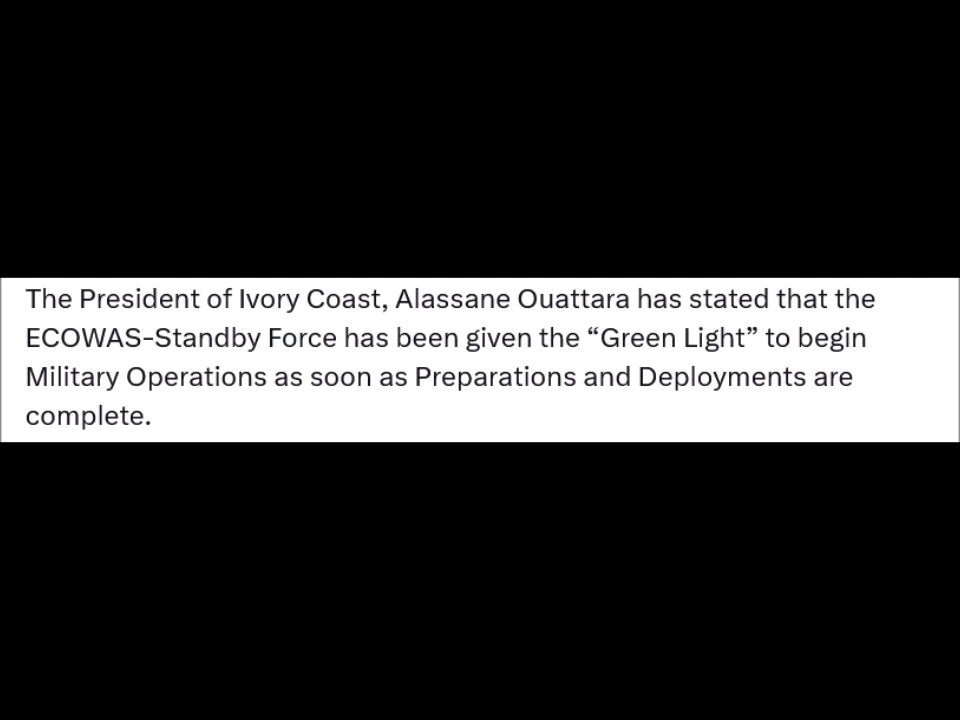 The President of Ivory Coast, Alassane Ouattara has stated that the
ECOWAS-Standby Force has been given the “Green Light” to begin
Military Operations as soon as Preparations and Deployments are
complete.